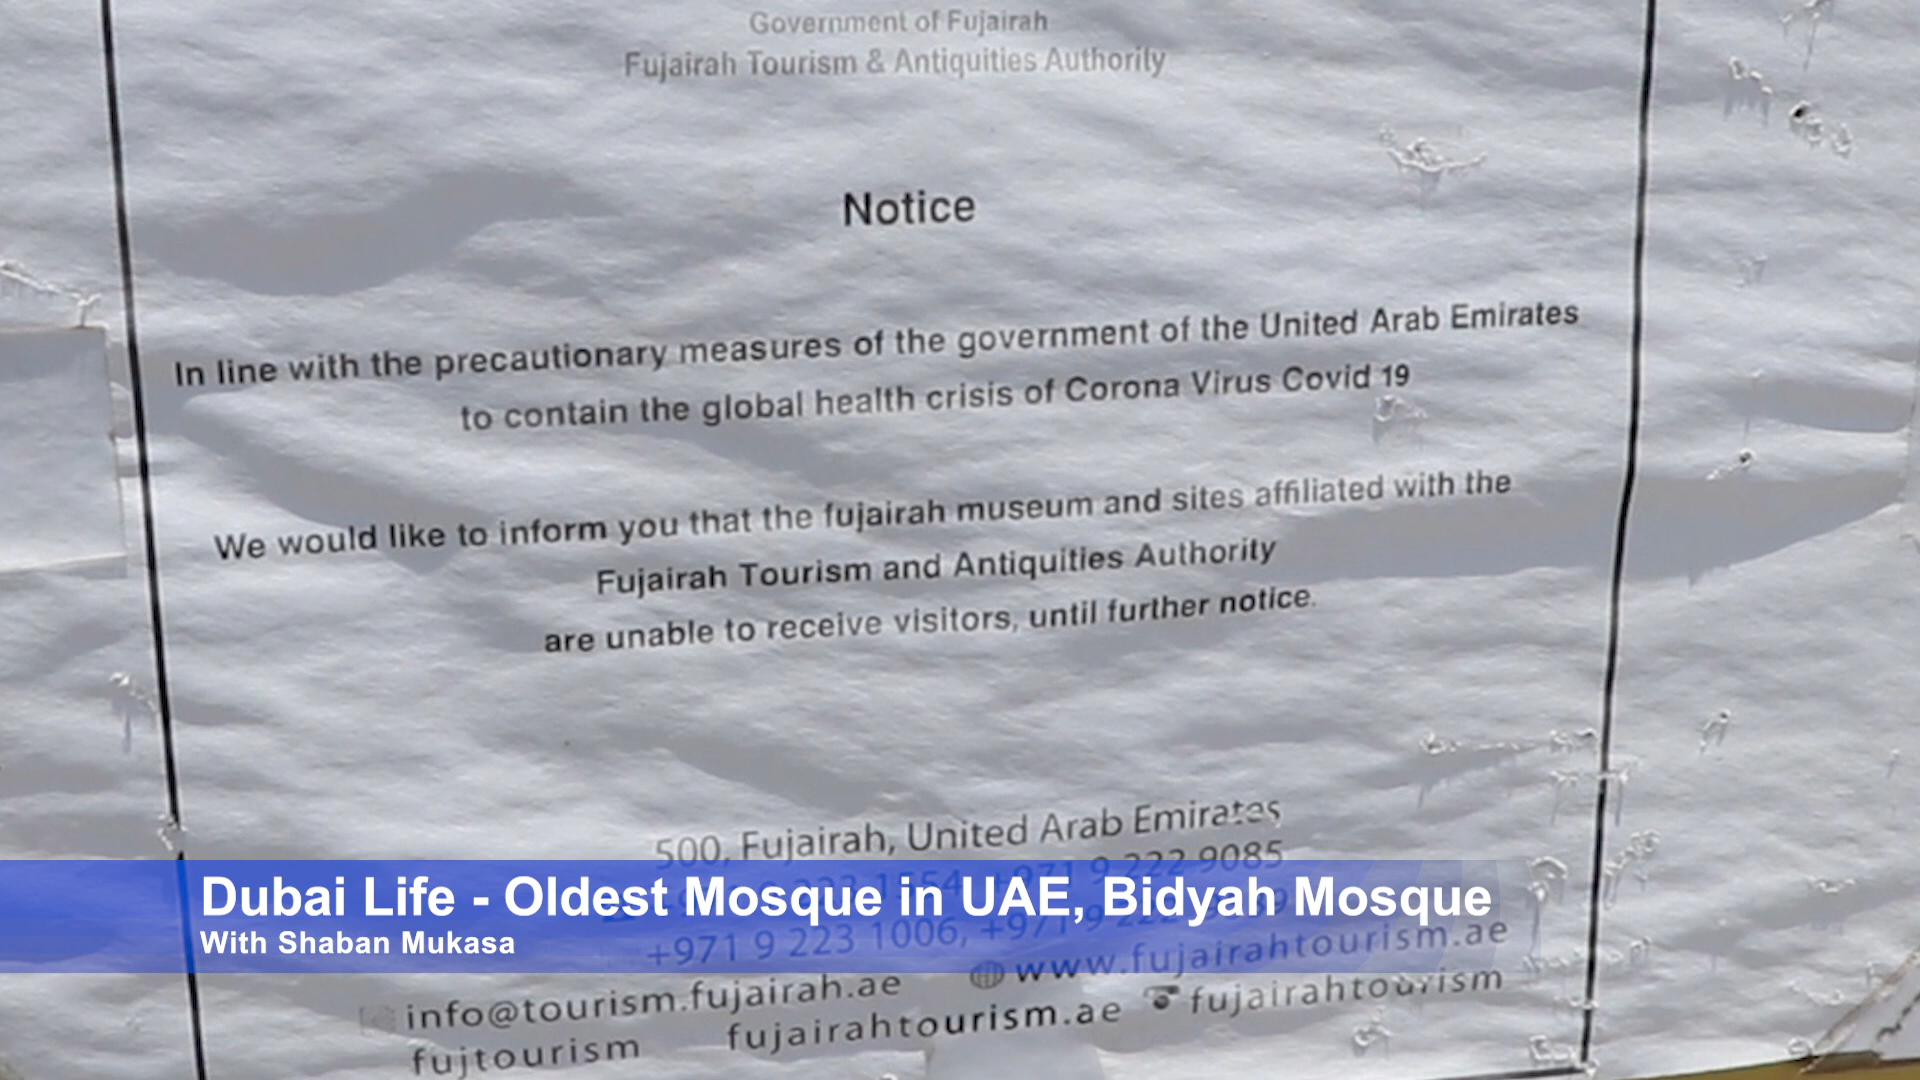 Government of Fujairah
Fujairah Tourism & Antiquities Authority
Notice
In line with the precautionary measures of the government of the United Arab Emirates
to contain the global health crisis of Corona Virus Covid 19
We would like to inform you that the fujairah museum and sites affiliated with the
Fujairah Tourism and Antiquities Authority
are unable to receive visitors, until further notice.
500, Fujairah, United Arab Emirates
+971 9 222 9085
Dubai Life - Oldest Mosque in UAE, Bidyah Mosque
With Shaban Mukasa
+971 9 223 1006,
www.fujairahtourism.ae
info@tourism.fujairah.ae
fujairahtourism
fujtourism
fujairahtourism.ae